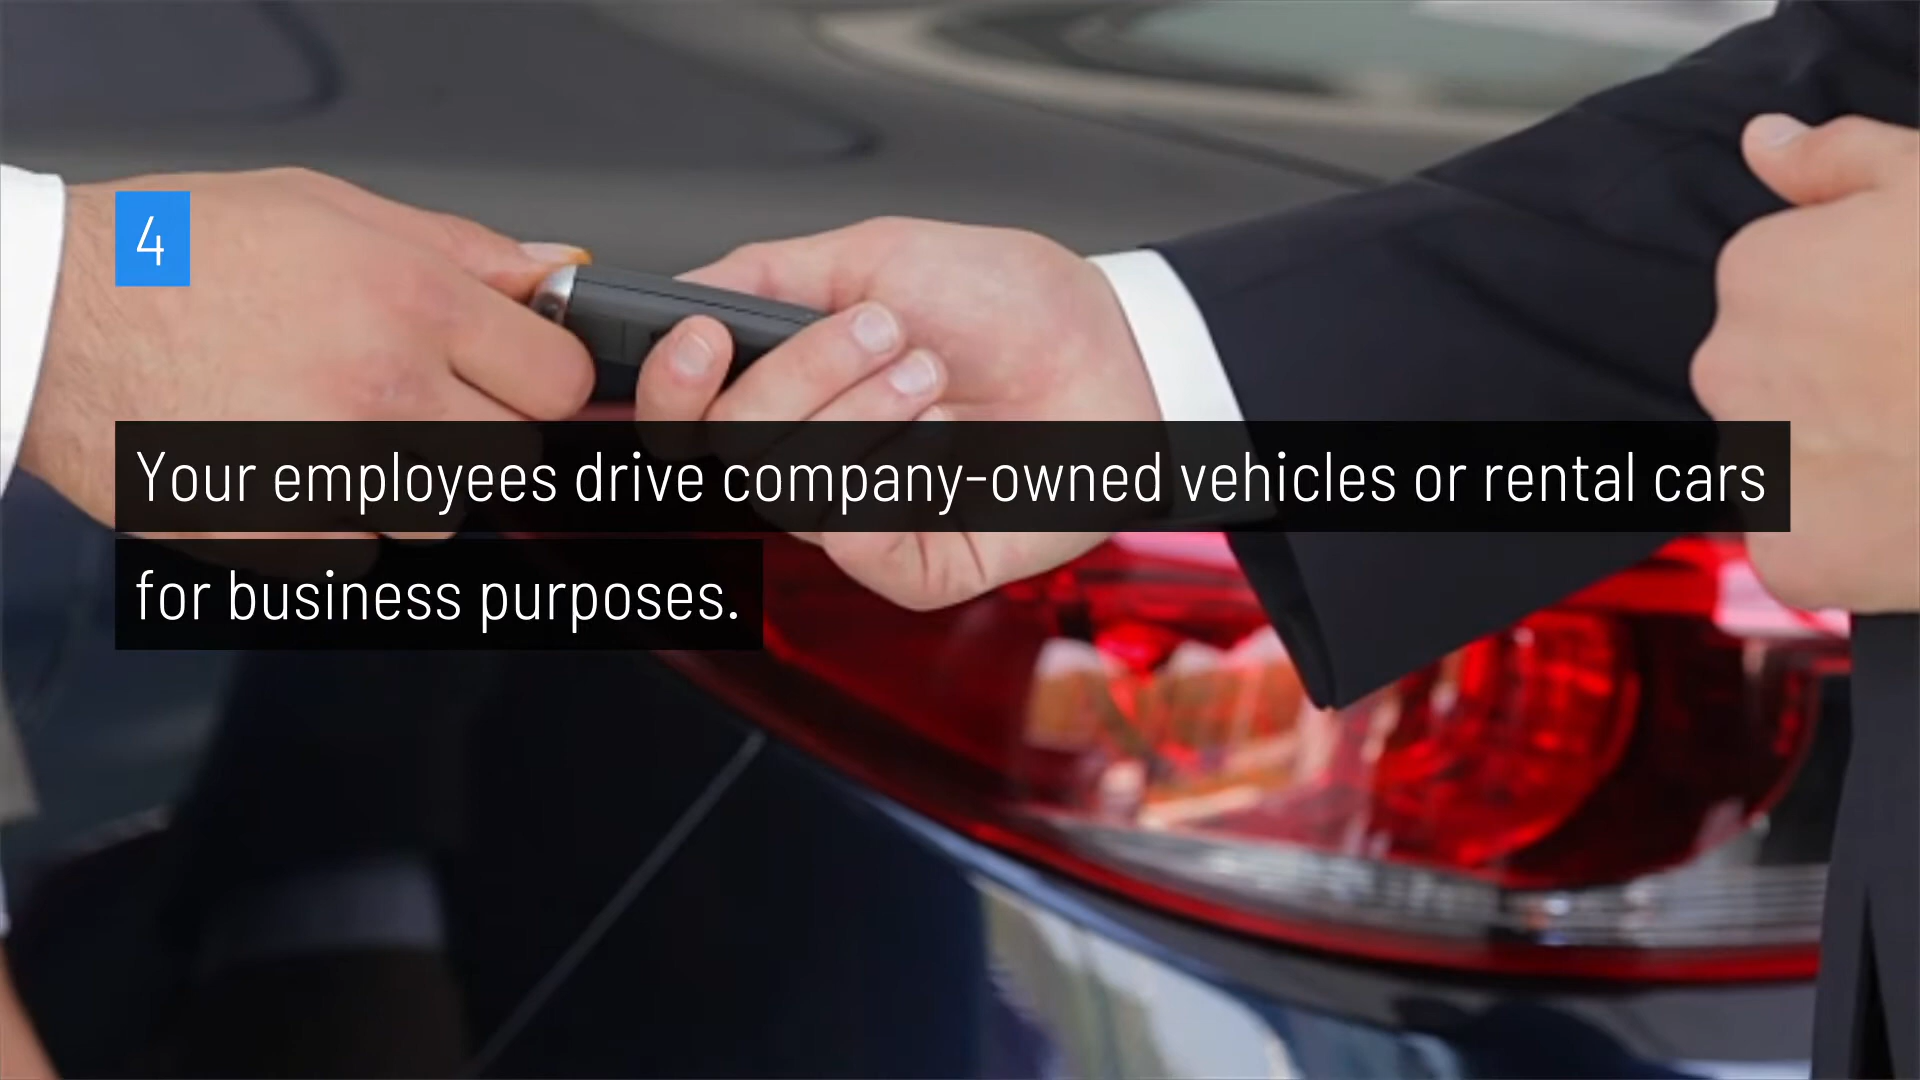 4
Your employees drive company-owned vehicles or rental cars
for business purposes.